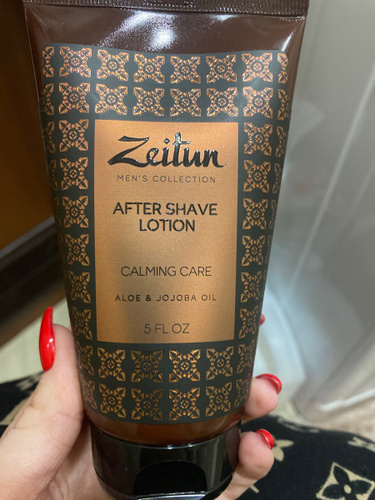 Zeitun
MEN'S COLLECTION
AFTER SHAVE
LOTION
CALMING CARE
ALOE & JOJOBA OIL
5 FL OZ